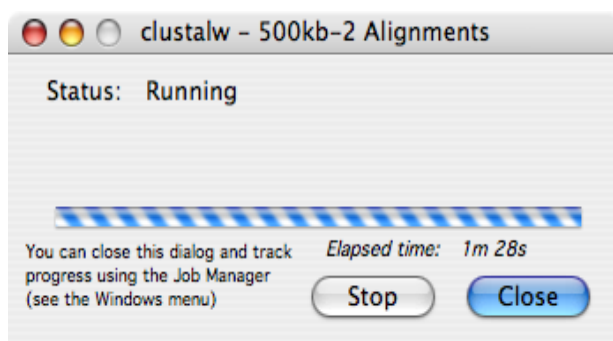 clustalw – 500kb-2 Alignments
Status: Running
You can close this dialog and track
progress using the Job Manager
(see the Windows menu)
Elapsed time: 1m 28s
Stop
Close